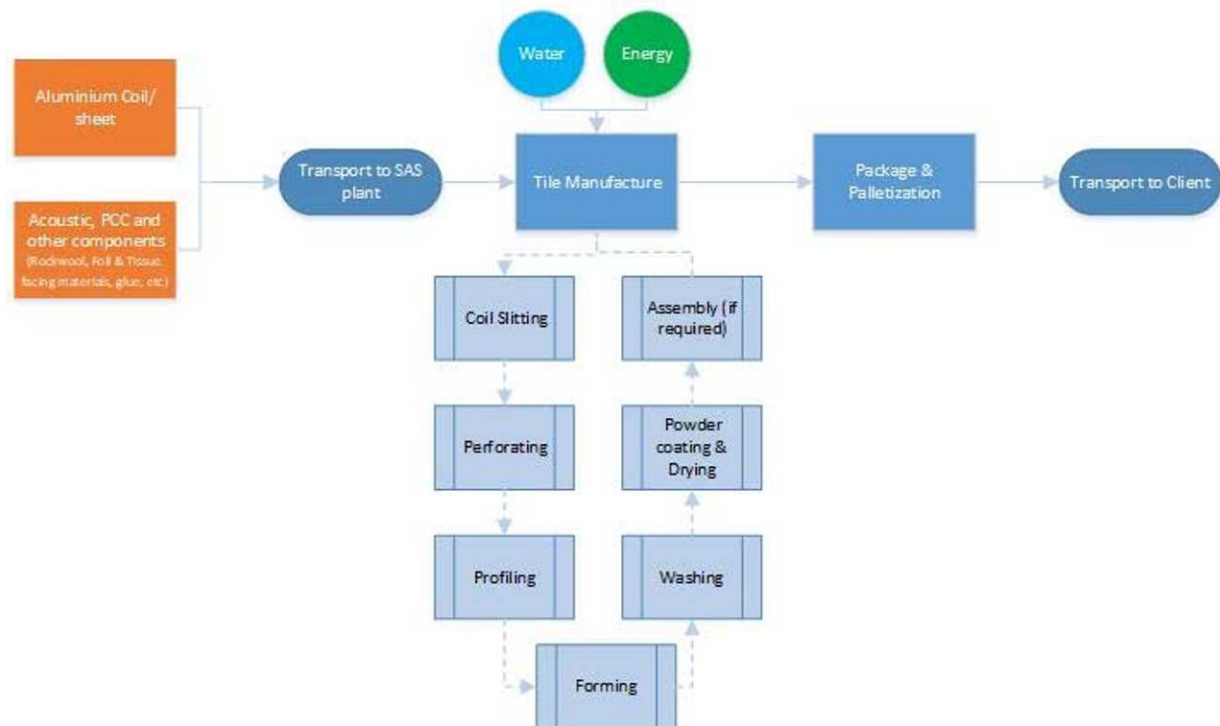 Water
Energy
Aluminium Coil/
sheet
Transport to SAS
plant
Tile Manufacture
Package &
Palletization
Transport to Client
Acoustic, PCC and
other components
(Rockwool, Foil & Tissue.
facing materials, glue, etc)
Coil Slitting
Assembly (if
required)
Perforating
Powder
coating &
Drying
Profiling
Washing
Forming